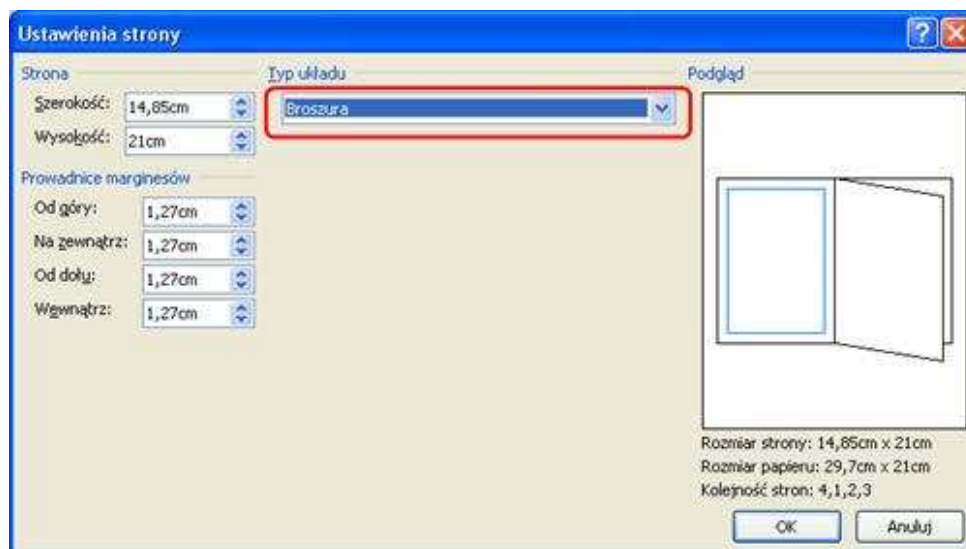 Ustawienia strony
Strona
Szerokość: 14,85cm
Wysokość: 21cm
Prowadnice marginesów
Od góry: 1,27cm
Na zewnątrz: 1,27cm
Od dołu: 1,27cm
Wewnątrz: 1,27cm
Typ układu
Broszura
Podgląd
Rozmiar strony: 14,85cm x 21cm
Rozmiar papieru: 29,7cm x 21cm
Kolejność stron: 4,1,2,3
OK Anuluj